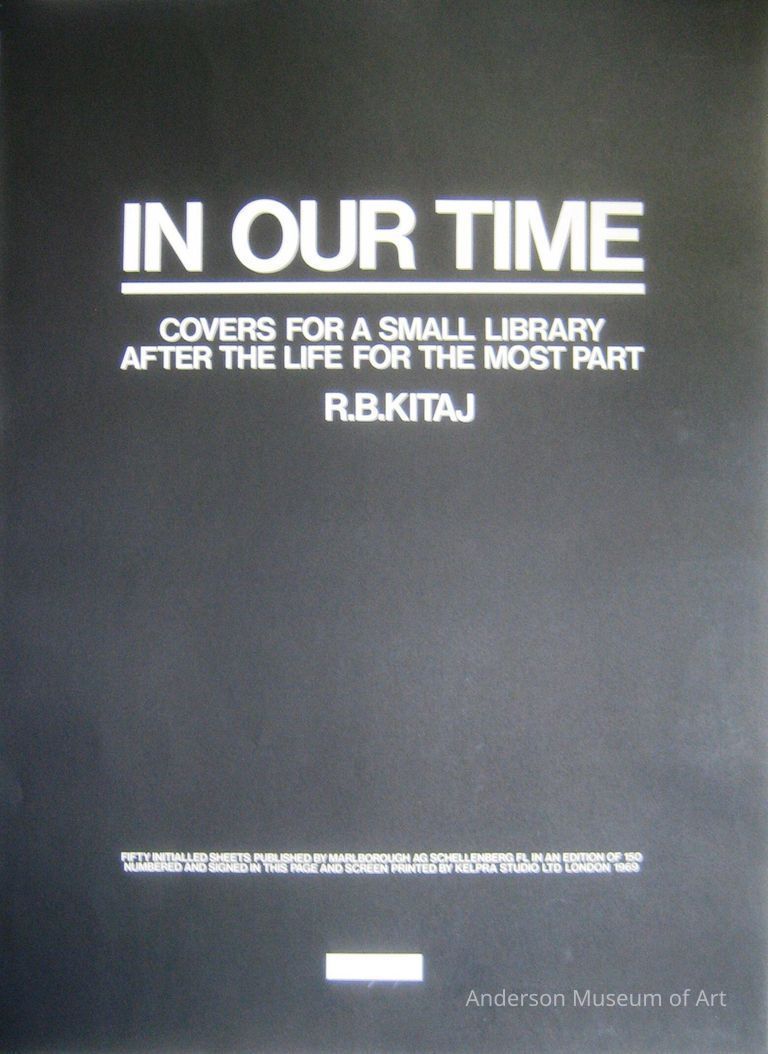 IN OUR TIME
COVERS FOR A SMALL LIBRARY
AFTER THE LIFE FOR THE MOST PART
R.B.KITAJ
FIFTY INITIALLED SHEETS PUBLISHED BY MARLBOROUGH AG SCHELLENBERG FL IN AN EDITION OF 150
NUMBERED AND SIGNED IN THIS PAGE AND SCREEN PRINTED BY KELPRA STUDIO LTD LONDON 1969
Anderson Museum of Art